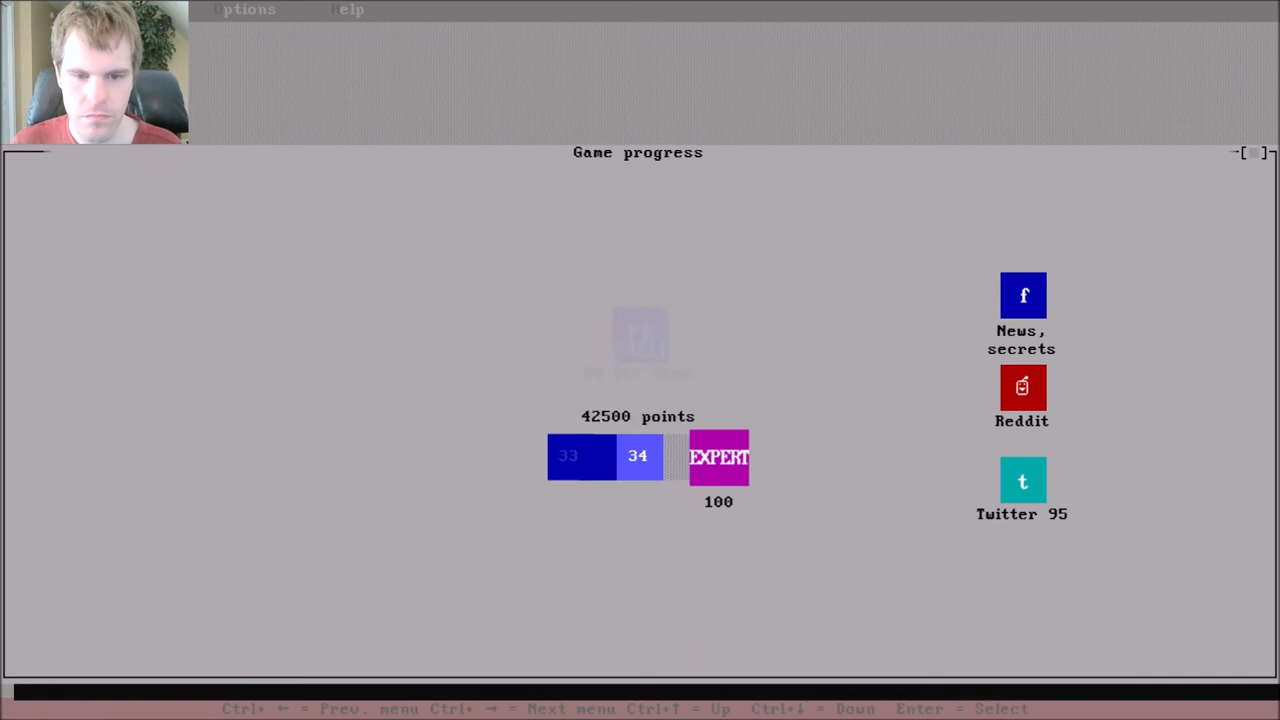 Options Help
Game progress
[ ]
f
News,
secrets
Reddit
42500 points
33 34 EXPERT
100
t
Twitter 95
Ctrl+ ← = Prev. menu Ctrl+ → = Next menu Ctrl+↑ = Up Ctrl+↓ = Down Enter = Select